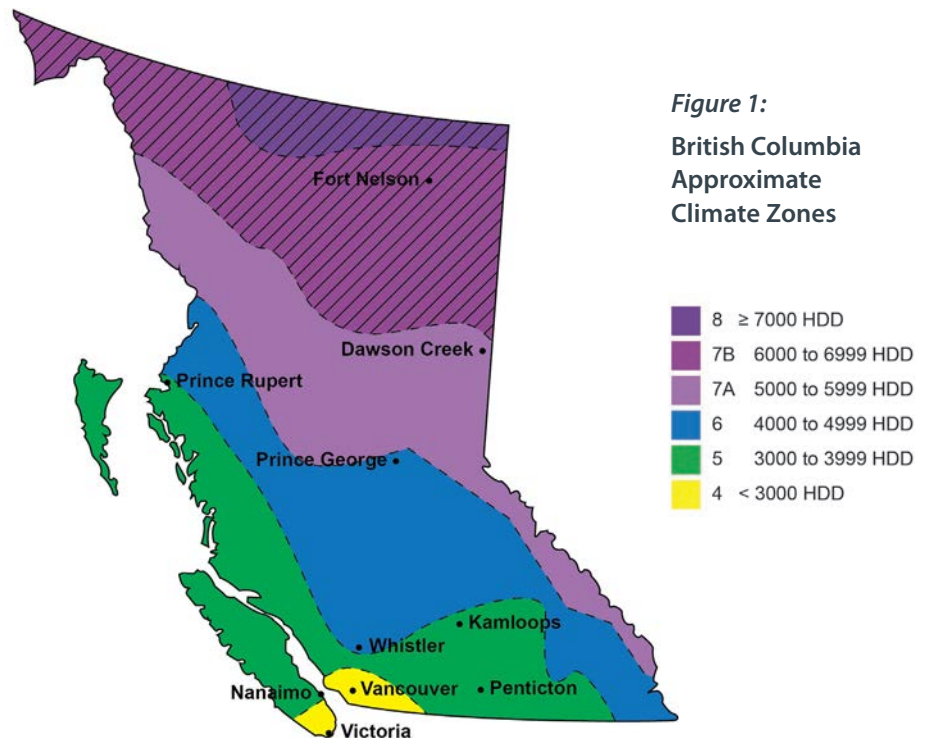 Figure 1:
British Columbia
Approximate
Climate Zones
Fort Nelson
Dawson Creek
Prince Rupert
Prince George
Kamloops
Whistler
Nanaimo
Vancouver
Penticton
Victoria
8 ≥ 7000 HDD
7B 6000 to 6999 HDD
7A 5000 to 5999 HDD
6 4000 to 4999 HDD
5 3000 to 3999 HDD
4 < 3000 HDD